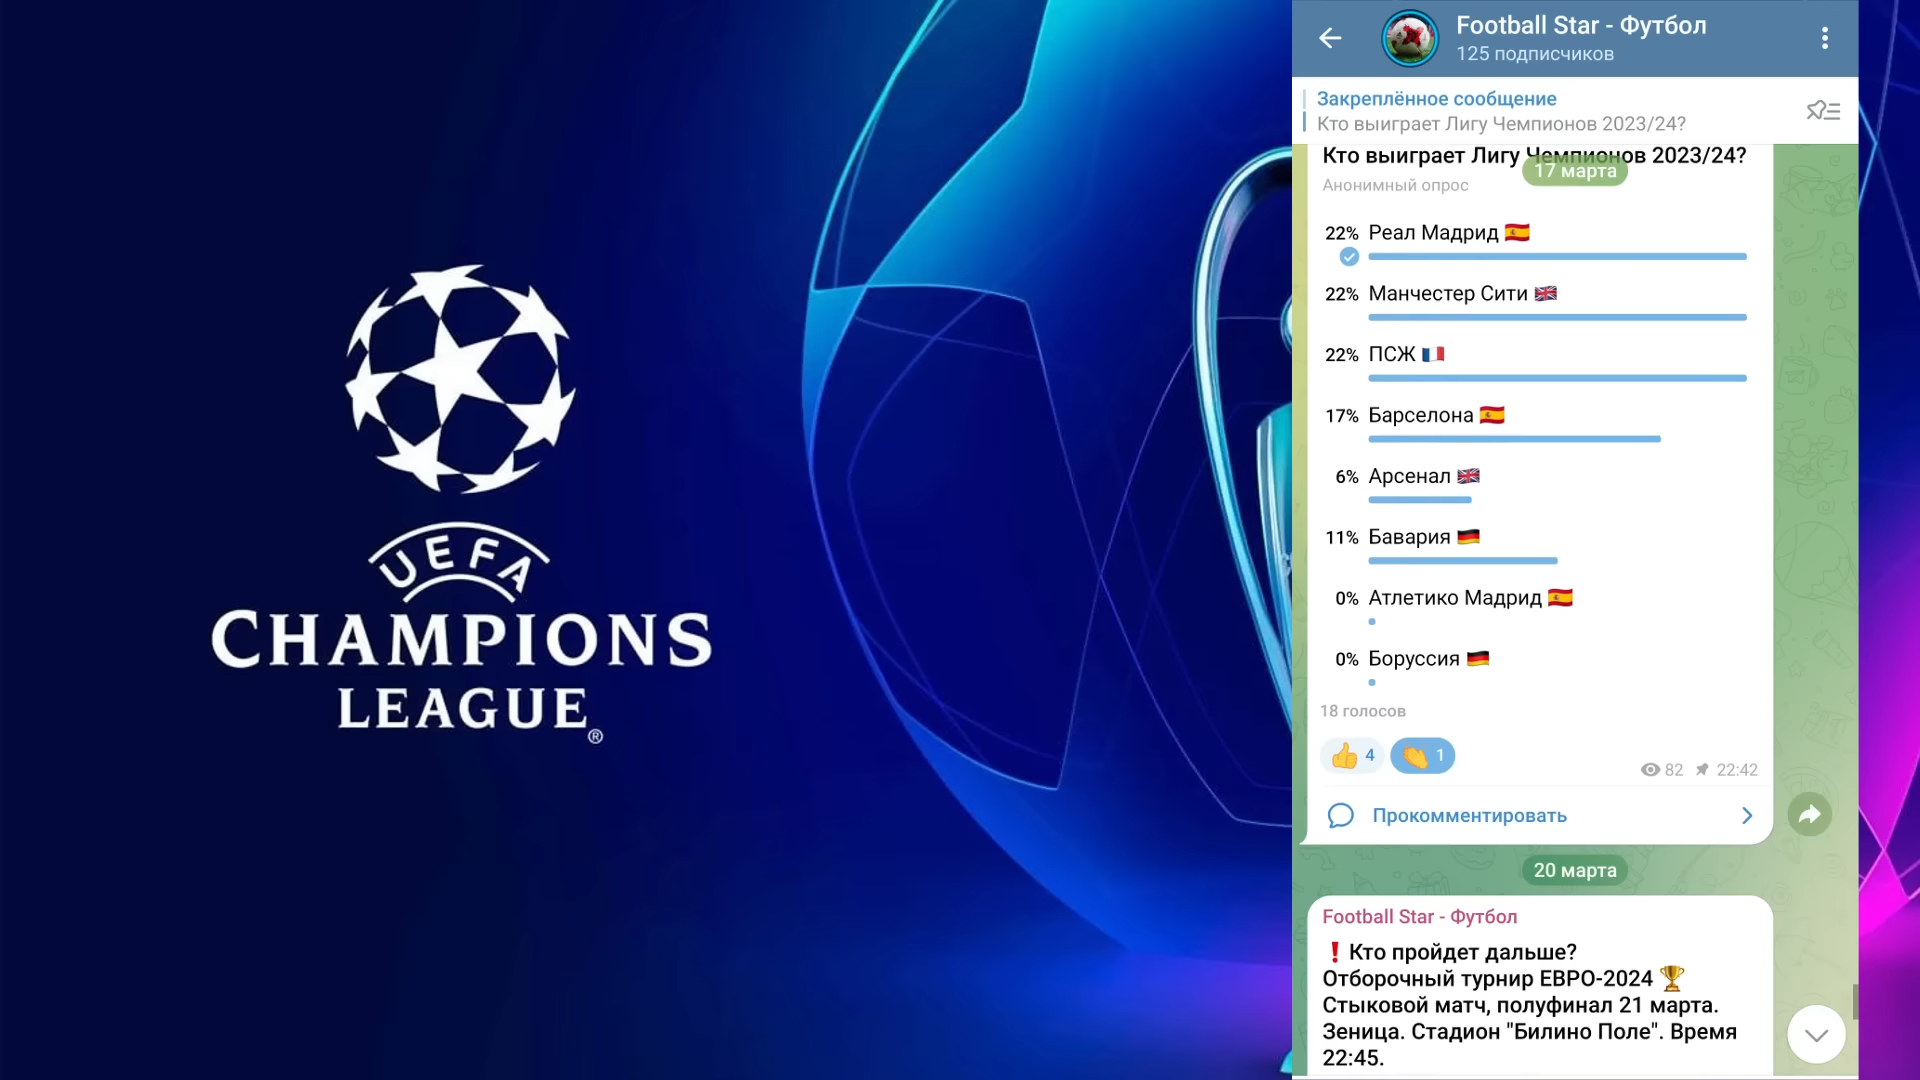 UEFA
CHAMPIONS
LEAGUE®
Football Star - Футбол
125 подписчиков
Закреплённое сообщение
Кто выиграет Лигу Чемпионов 2023/24?
Кто выиграет Лигу Чемпионов 2023/24?
17 марта
Анонимный опрос
22% Реал Мадрид 🇪🇸
22% Манчестер Сити 🇬🇧
22% ПСЖ 🇫🇷
17% Барселона 🇪🇸
6% Арсенал 🇬🇧
11% Бавария 🇩🇪
0% Атлетико Мадрид 🇪🇸
0% Боруссия 🇩🇪
18 голосов
👍 4 👏 1
82 22:42
Прокомментировать
20 марта
Football Star - Футбол
❗ Кто пройдет дальше?
Отборочный турнир ЕВРО-2024 🏆
Стыковой матч, полуфинал 21 марта.
Зеница. Стадион "Билино Поле". Время
22:45.